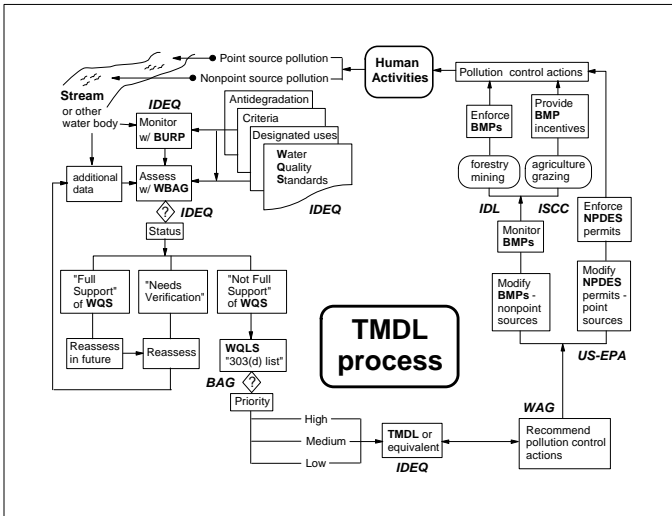 Point source pollution
Nonpoint source pollution
Human
Activities
Pollution control actions
Stream
or other
water body
IDEQ
Monitor
w/ BURP
Antidegradation
Criteria
Designated uses
Water
Quality
Standards
IDEQ
additional
data
Assess
w/ WBAG
?
IDEQ
Status
Enforce
BMPs
Provide
BMP
incentives
forestry
mining
agriculture
grazing
IDL
ISCC
Enforce
NPDES
permits
Monitor
BMPs
Modify
BMPs -
nonpoint
sources
Modify
NPDES
permits -
point
sources
US-EPA
"Full
Support"
of WQS
"Needs
Verification"
"Not Full
Support"
of WQS
Reassess
in future
Reassess
WQLS
"303(d) list"
BAG
?
Priority
TMDL
process
High
Medium
Low
TMDL or
equivalent
IDEQ
WAG
Recommend
pollution control
actions